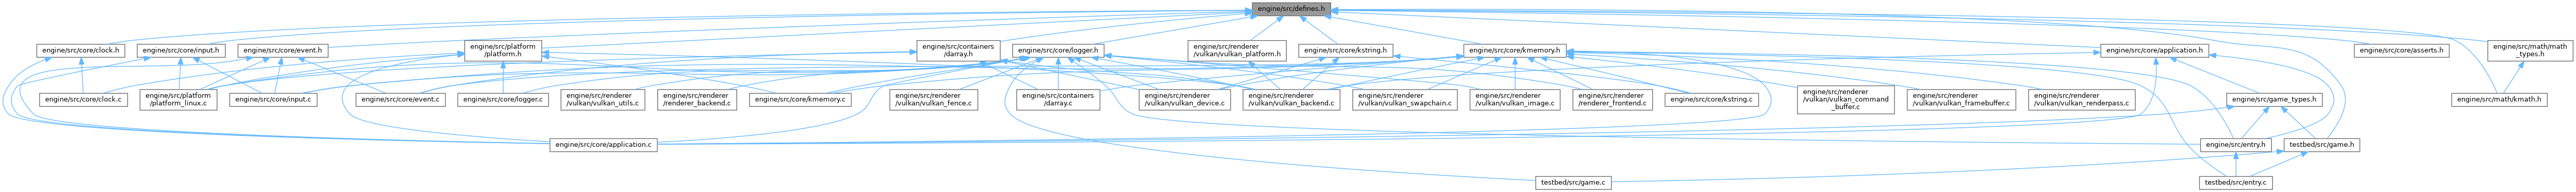 engine/src/defines.h
engine/src/core/clock.h
engine/src/core/input.h
engine/src/core/event.h
engine/src/platform
/platform.h
engine/src/containers
/darray.h
engine/src/core/logger.h
engine/src/renderer
/vulkan/vulkan_platform.h
engine/src/core/kstring.h
engine/src/core/kmemory.h
engine/src/core/application.h
engine/src/core/asserts.h
engine/src/math/math
_types.h
engine/src/core/clock.c
engine/src/platform
/platform_linux.c
engine/src/core/input.c
engine/src/core/event.c
engine/src/core/logger.c
engine/src/renderer
/vulkan/vulkan_utils.c
engine/src/renderer
/renderer_backend.c
engine/src/core/kmemory.c
engine/src/renderer
/vulkan/vulkan_fence.c
engine/src/containers
/darray.c
engine/src/renderer
/vulkan/vulkan_device.c
engine/src/renderer
/vulkan/vulkan_backend.c
engine/src/renderer
/vulkan/vulkan_swapchain.c
engine/src/renderer
/vulkan/vulkan_image.c
engine/src/renderer
/renderer_frontend.c
engine/src/core/kstring.c
engine/src/renderer
/vulkan/vulkan_command
_buffer.c
engine/src/renderer
/vulkan/vulkan_framebuffer.c
engine/src/renderer
/vulkan/vulkan_renderpass.c
engine/src/game_types.h
engine/src/math/kmath.h
engine/src/core/application.c
engine/src/entry.h
testbed/src/game.h
testbed/src/game.c
testbed/src/entry.c